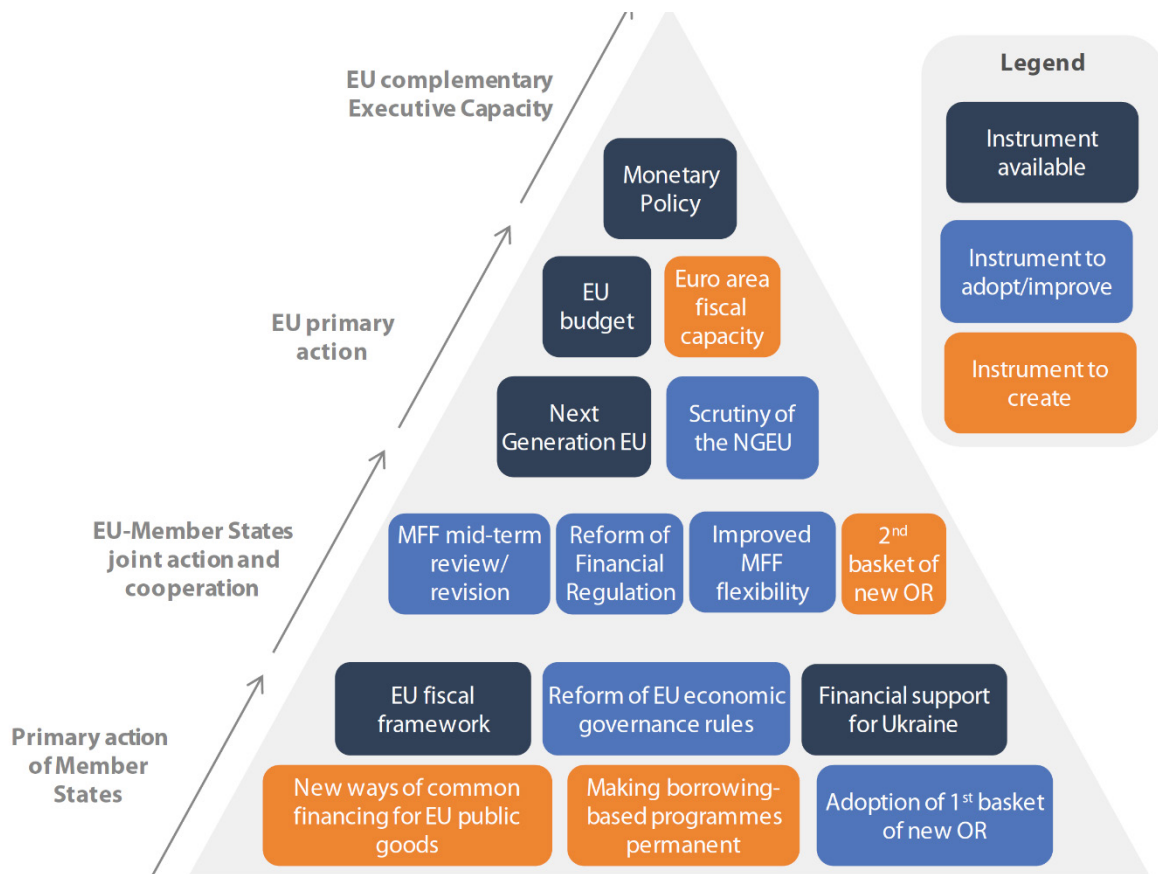 EU complementary
Executive Capacity
EU primary
action
EU-Member States
joint action and
cooperation
Primary action
of Member
States
Monetary
Policy
EU
budget
Euro area
fiscal
capacity
Next
Generation EU
Scrutiny of
the NGEU
MFF mid-term
review/
revision
Reform of
Financial
Regulation
Improved
MFF
flexibility
2nd
basket of
new OR
EU fiscal
framework
Reform of EU economic
governance rules
Financial support
for Ukraine
New ways of common
financing for EU public
goods
Making borrowing-
based programmes
permanent
Adoption of 1st basket
of new OR
Legend
Instrument
available
Instrument to
adopt/improve
Instrument to
create